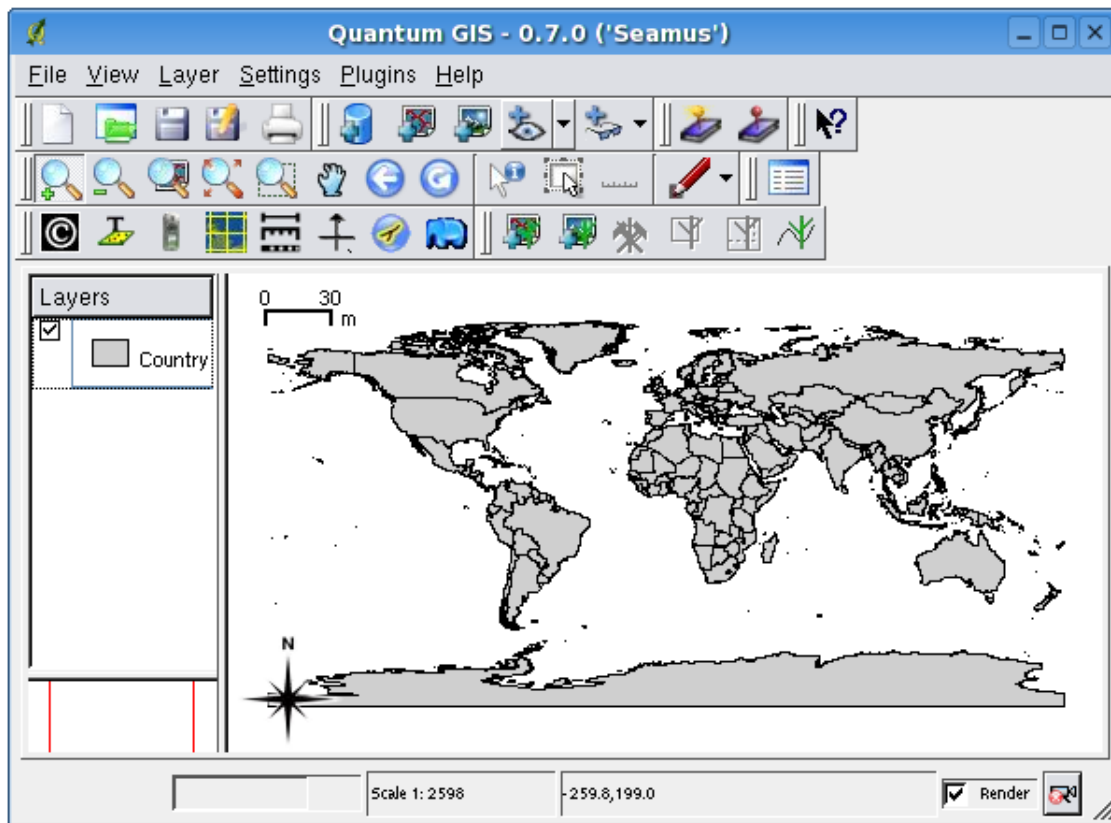 Quantum GIS - 0.7.0 ('Seamus')
File View Layer Settings Plugins Help
Layers
Country
0 30
m
N
Scale 1: 2598
-259.8,199.0
Render